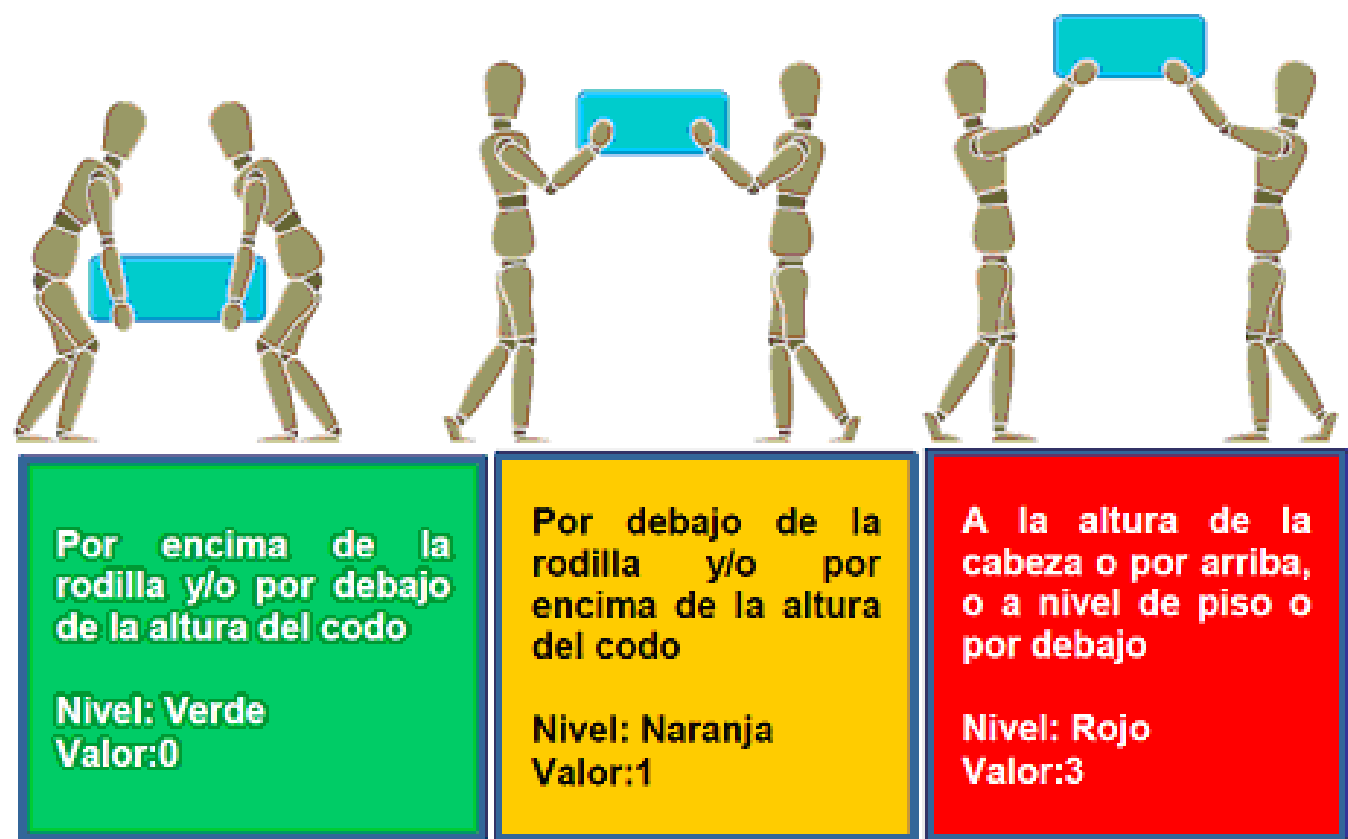 Por encima de la
rodilla y/o por debajo
de la altura del codo
Nivel: Verde
Valor:0
Por debajo de la
rodilla y/o por
encima de la altura
del codo
Nivel: Naranja
Valor:1
A la altura de la
cabeza o por arriba,
o a nivel de piso o
por debajo
Nivel: Rojo
Valor:3